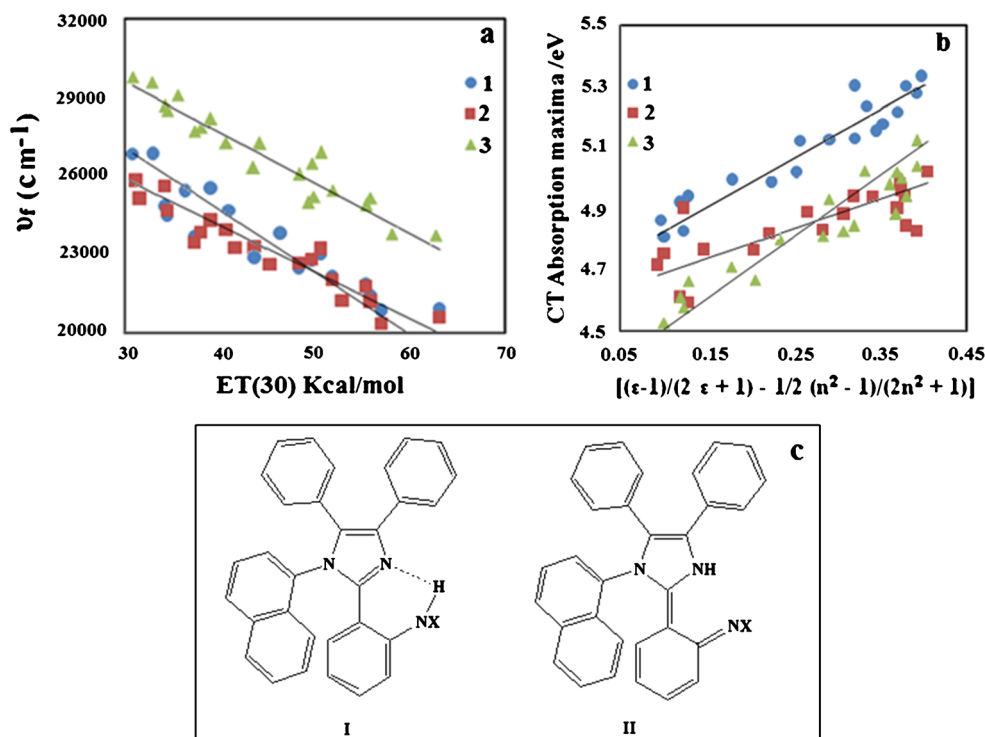 a
32000
29000
26000
23000
20000
υf (cm-1)
1
2
3
30 40 50 60 70
ET(30) Kcal/mol
b
5.5
5.3
5.1
4.9
4.7
4.5
CT Absorption maxima /eV
1
2
3
0.05 0.15 0.25 0.35 0.45
[(ε-1)/(2 ε + 1) - 1/2 (n² - 1)/(2n² + 1)]
c
N N
H
NX
I
N NH
NX
II